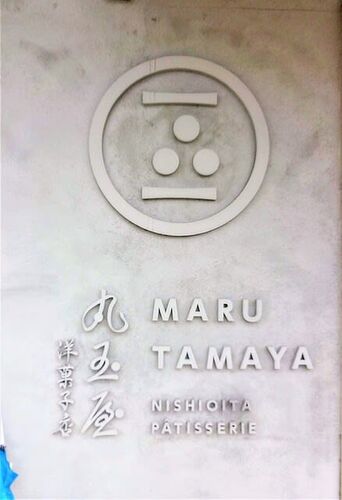 丸玉屋
洋菓子店
MARU
TAMAYA
NISHIOITA
PÂTISSERIE